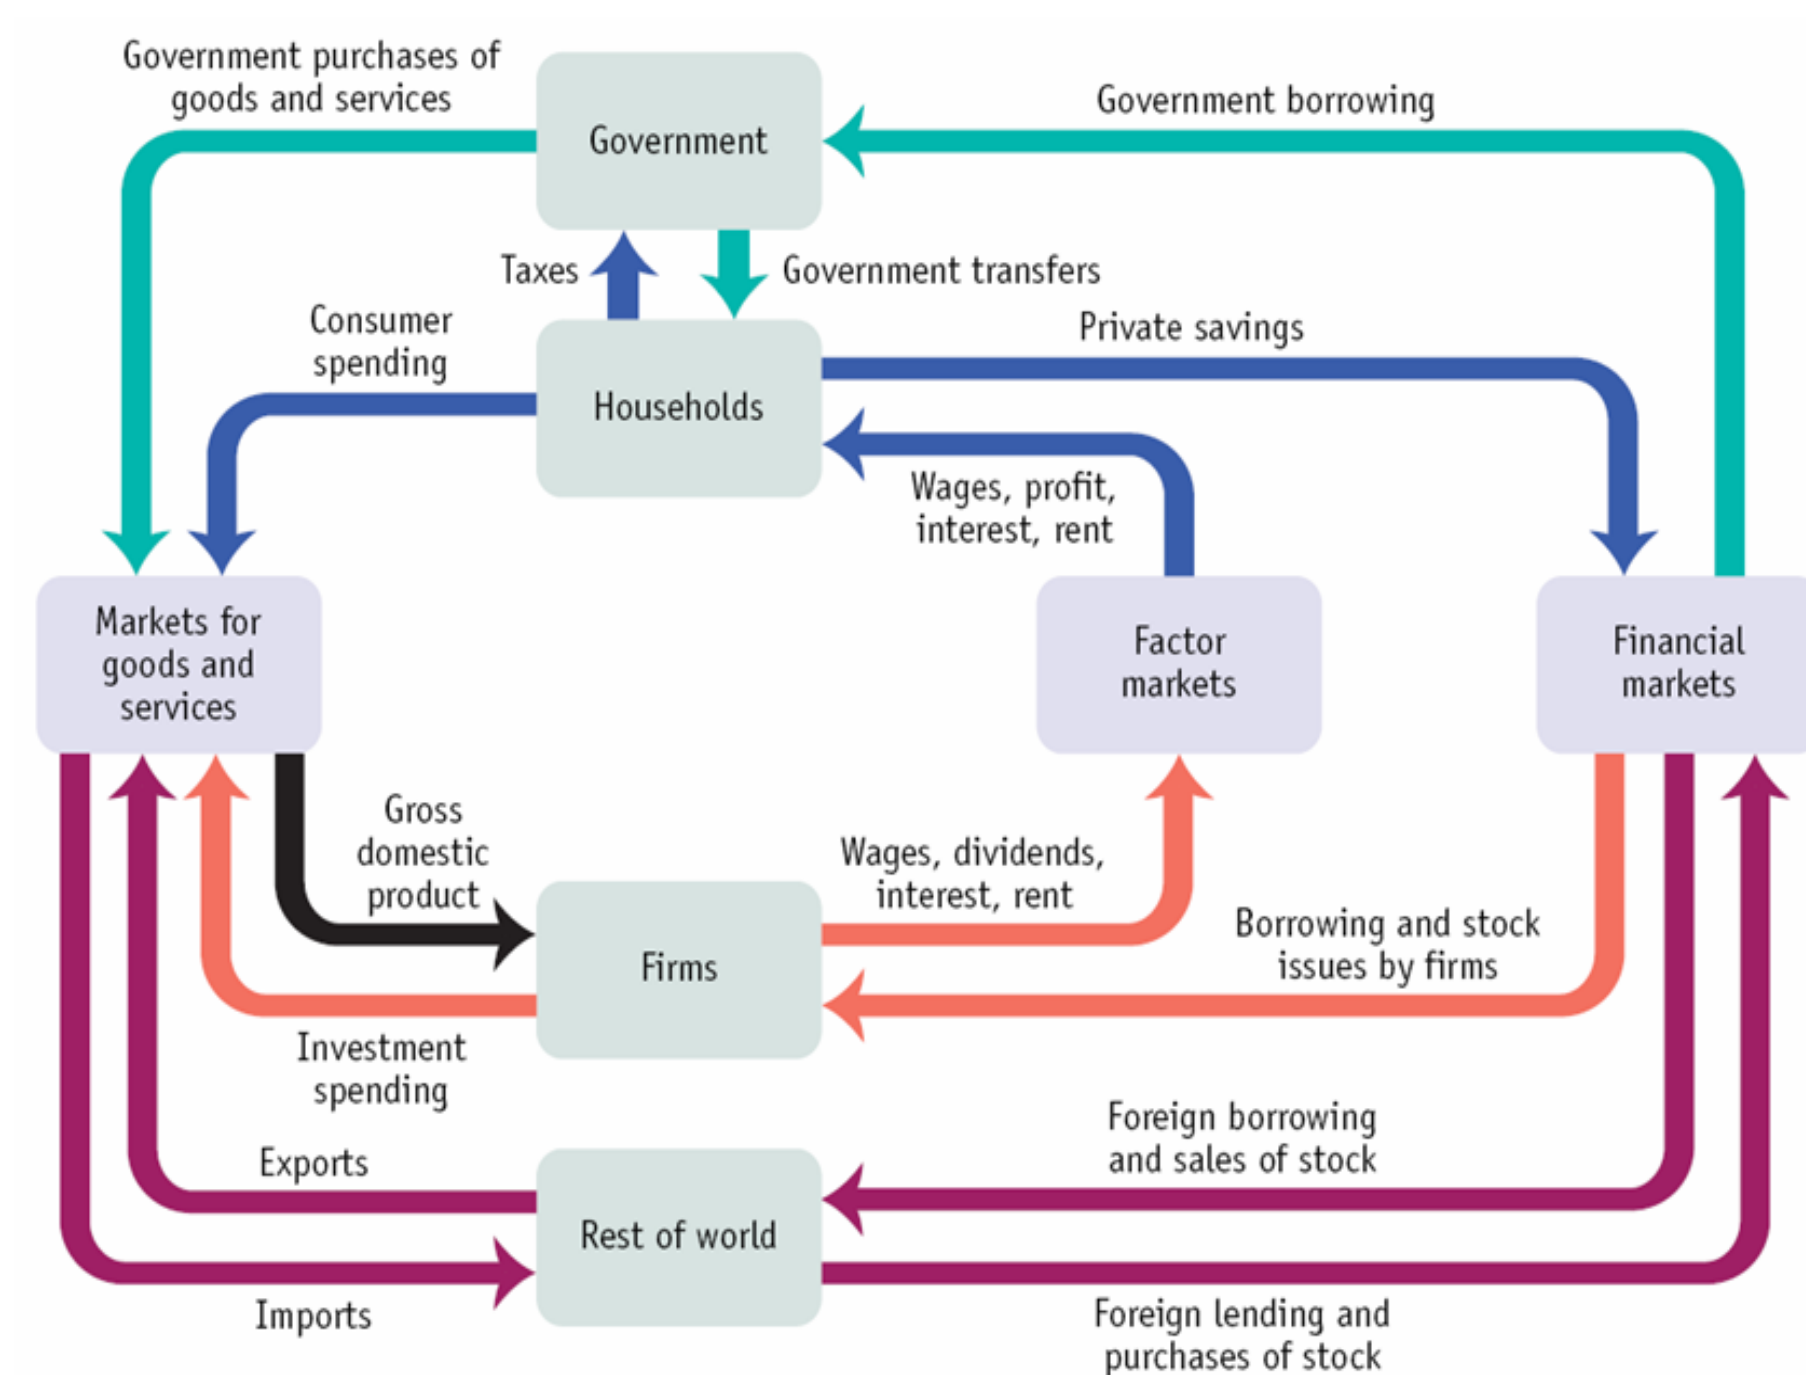 Government purchases of
goods and services
Government
Government borrowing
Taxes
Government transfers
Consumer
spending
Households
Private savings
Wages, profit,
interest, rent
Markets for
goods and
services
Factor
markets
Financial
markets
Gross
domestic
product
Wages, dividends,
interest, rent
Firms
Borrowing and stock
issues by firms
Investment
spending
Exports
Foreign borrowing
and sales of stock
Rest of world
Imports
Foreign lending and
purchases of stock